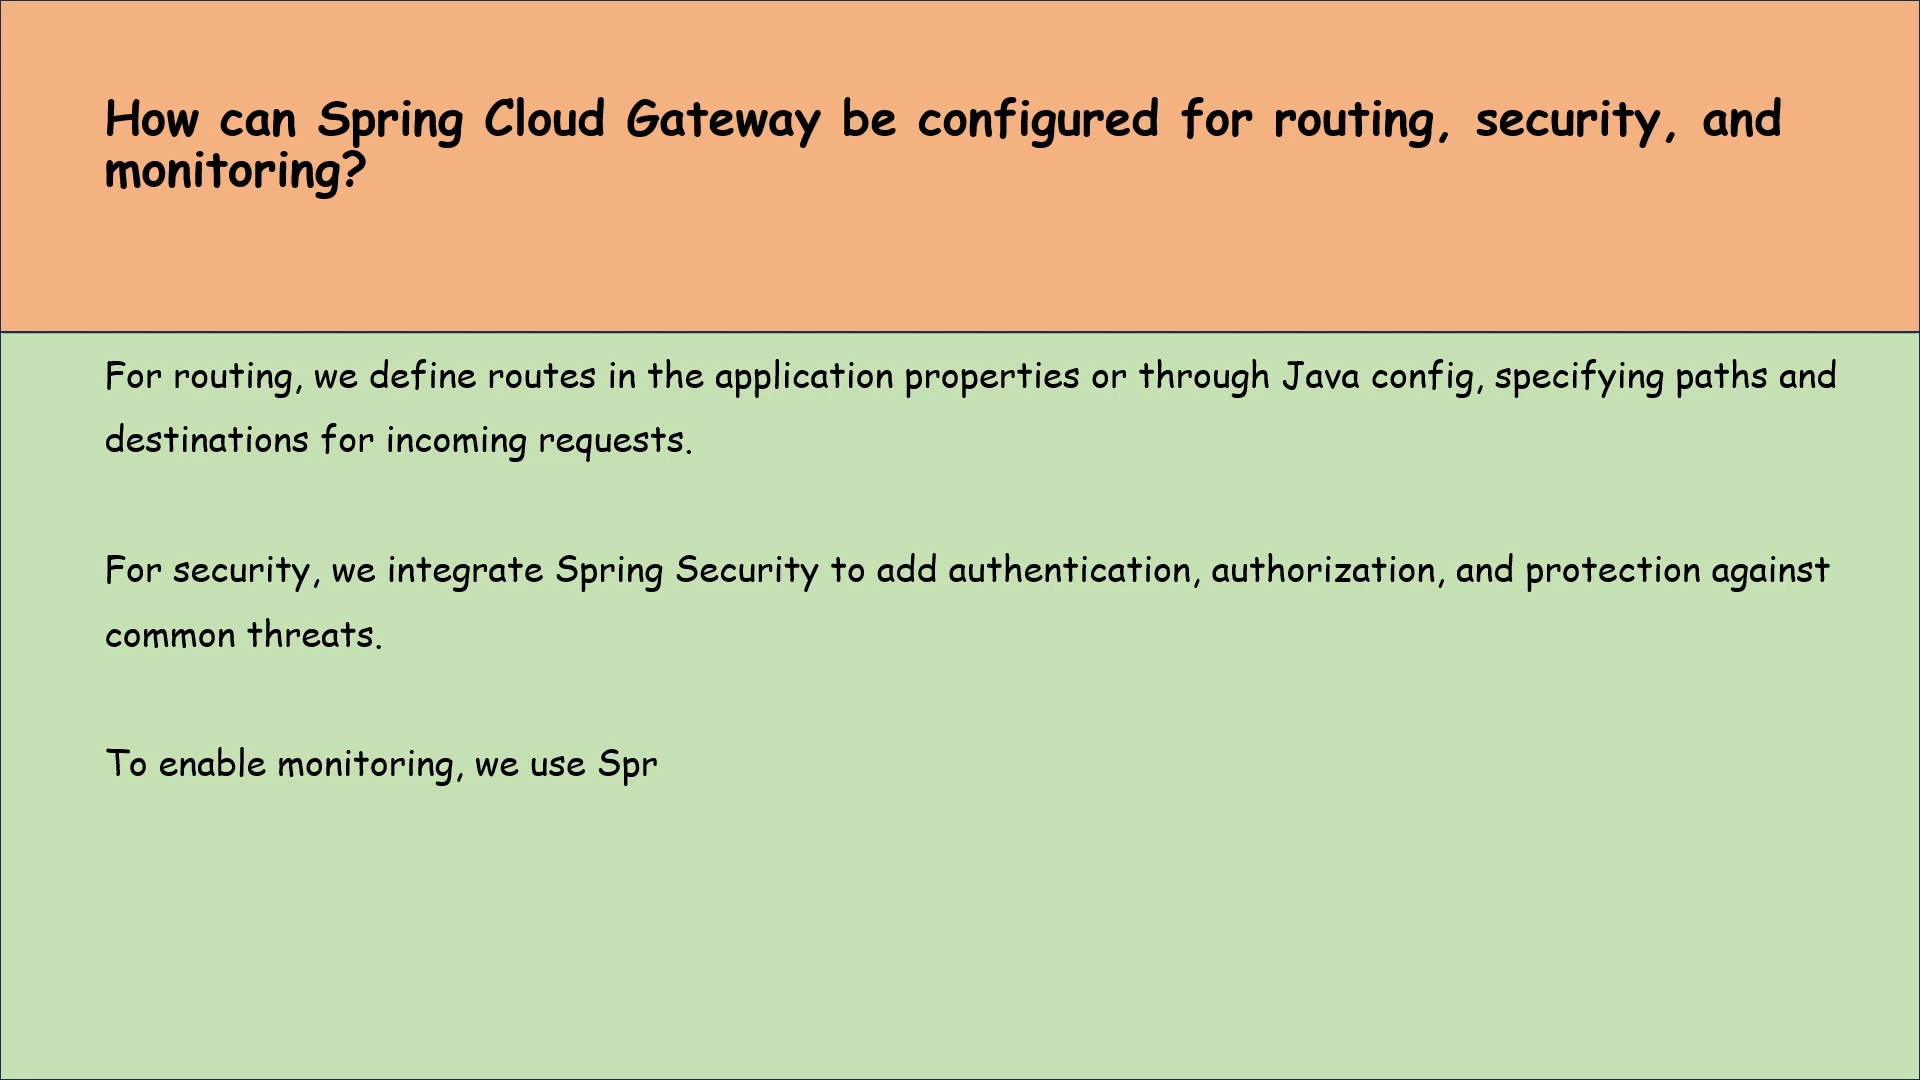 How can Spring Cloud Gateway be configured for routing, security, and
monitoring?
For routing, we define routes in the application properties or through Java config, specifying paths and
destinations for incoming requests.
For security, we integrate Spring Security to add authentication, authorization, and protection against
common threats.
To enable monitoring, we use Spr